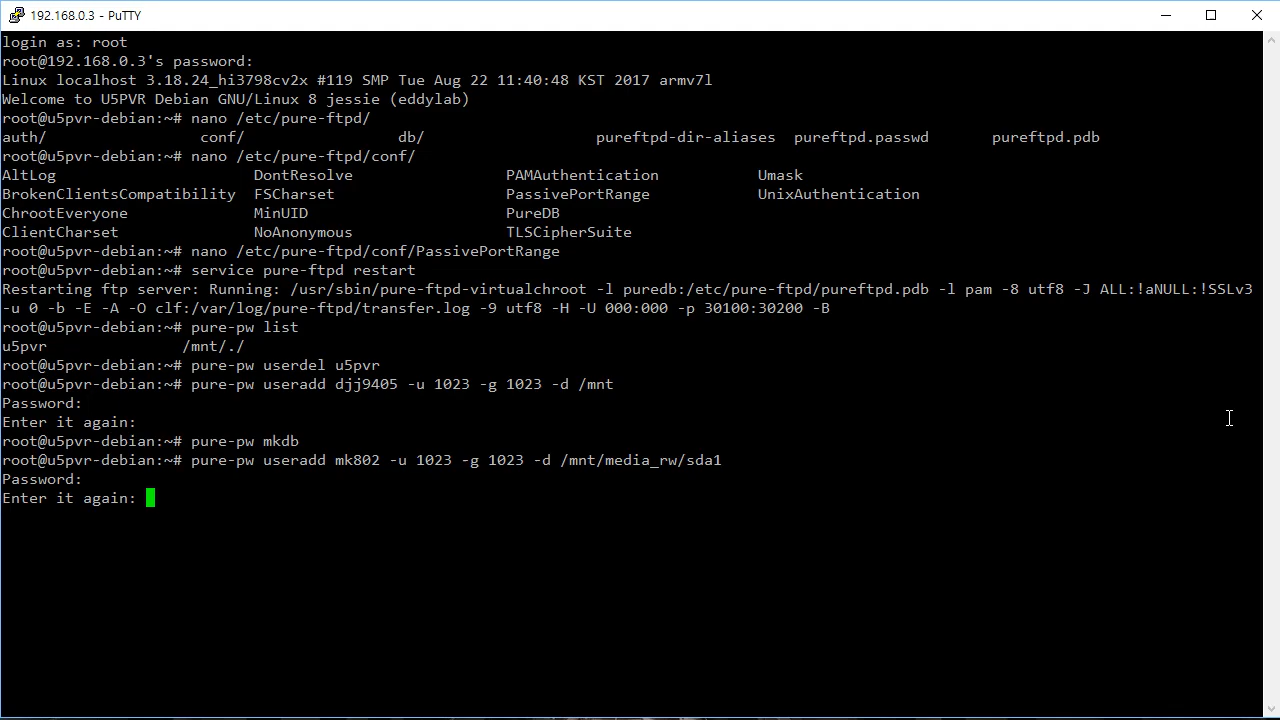 192.168.0.3 - PuTTY
login as: root
root@192.168.0.3's password:
Linux localhost 3.18.24_hi3798cv2x #119 SMP Tue Aug 22 11:40:48 KST 2017 armv7l
Welcome to U5PVR Debian GNU/Linux 8 jessie (eddylab)
root@u5pvr-debian:~# nano /etc/pure-ftpd/
auth/ conf/ db/ pureftpd-dir-aliases pureftpd.passwd pureftpd.pdb
root@u5pvr-debian:~# nano /etc/pure-ftpd/conf/
AltLog DontResolve PAMAuthentication Umask
BrokenClientsCompatibility FSCharset PassivePortRange UnixAuthentication
ChrootEveryone MinUID PureDB
ClientCharset NoAnonymous TLSCipherSuite
root@u5pvr-debian:~# nano /etc/pure-ftpd/conf/PassivePortRange
root@u5pvr-debian:~# service pure-ftpd restart
Restarting ftp server: Running: /usr/sbin/pure-ftpd-virtualchroot -l puredb:/etc/pure-ftpd/pureftpd.pdb -l pam -8 utf8 -J ALL:!aNULL:!SSLv3
-u 0 -b -E -A -O clf:/var/log/pure-ftpd/transfer.log -9 utf8 -H -U 000:000 -p 30100:30200 -B
root@u5pvr-debian:~# pure-pw list
u5pvr /mnt/./
root@u5pvr-debian:~# pure-pw userdel u5pvr
root@u5pvr-debian:~# pure-pw useradd djj9405 -u 1023 -g 1023 -d /mnt
Password:
Enter it again:
root@u5pvr-debian:~# pure-pw mkdb
root@u5pvr-debian:~# pure-pw useradd mk802 -u 1023 -g 1023 -d /mnt/media_rw/sda1
Password:
Enter it again: